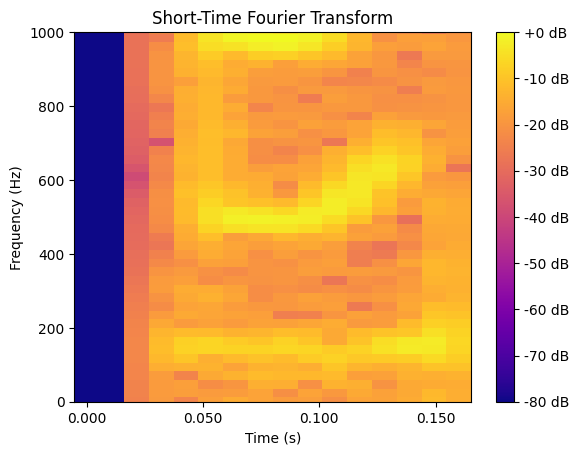 Short-Time Fourier Transform
1000
800
600
400
200
0
Frequency (Hz)
0.000
0.050
0.100
0.150
Time (s)
+0 dB
-10 dB
-20 dB
-30 dB
-40 dB
-50 dB
-60 dB
-70 dB
-80 dB